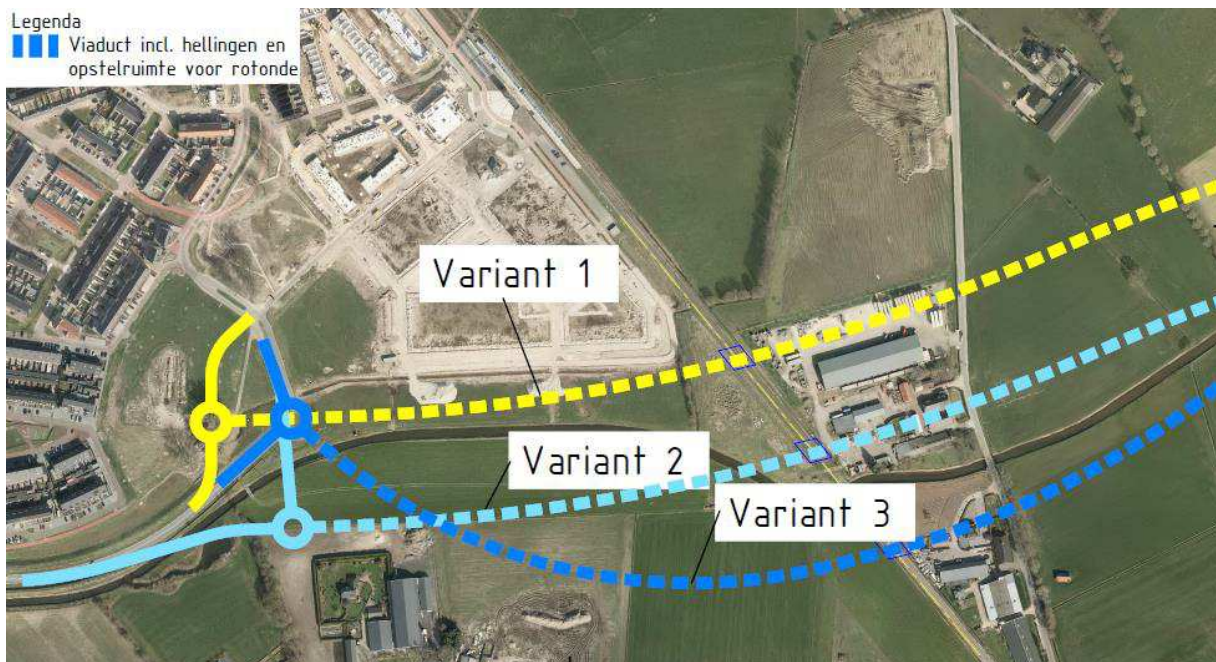 Legenda
Viaduct incl. hellingen en
opstelruimte voor rotonde
Variant 1
Variant 2
Variant 3